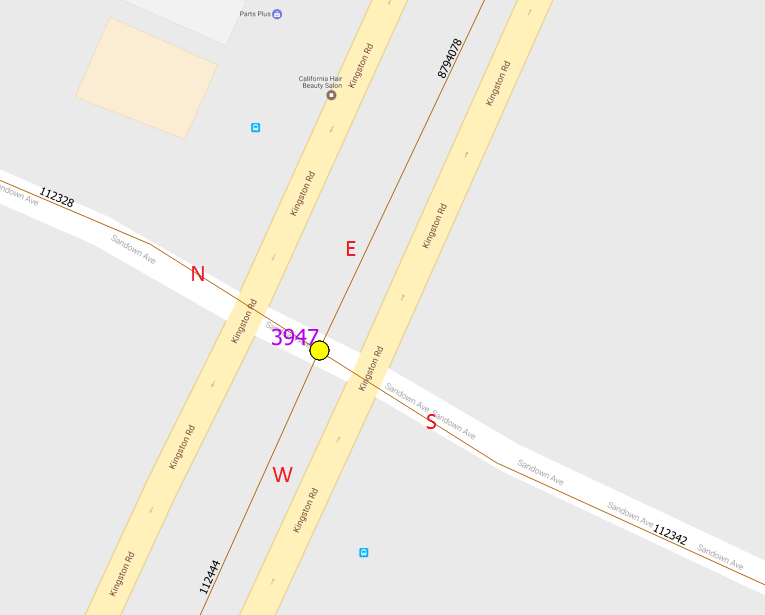 Parts Plus
California Hair
Beauty Salon
Kingston Rd
8794078
Kingston Rd
112328
Sandown Ave
Kingston Rd
Kingston Rd
Sandown Ave
E
N
Kingston Rd
3947
Kingston Rd
Sandown Ave
Sandown Ave
S
Kingston Rd
W
Sandown Ave
Kingston Rd
Sandown Ave
112342
Sandown Ave
112444
Kingston Rd